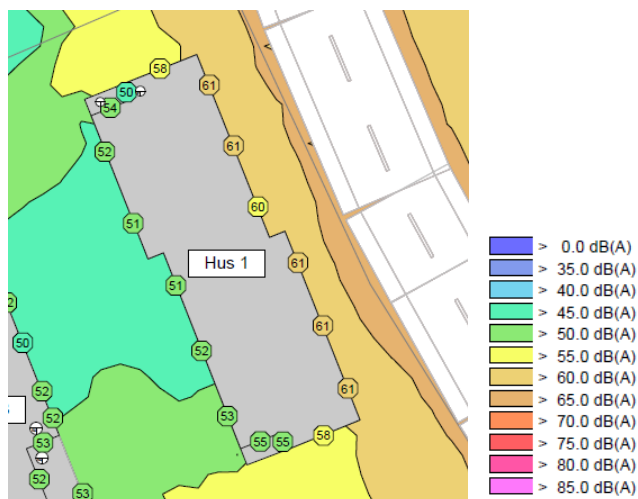 58
61
50
54
52
61
60
51
Hus 1
61
51
61
52
50
61
52
52
53
58
53
55
55
52
53
> 0.0 dB(A)
> 35.0 dB(A)
> 40.0 dB(A)
> 45.0 dB(A)
> 50.0 dB(A)
> 55.0 dB(A)
> 60.0 dB(A)
> 65.0 dB(A)
> 70.0 dB(A)
> 75.0 dB(A)
> 80.0 dB(A)
> 85.0 dB(A)